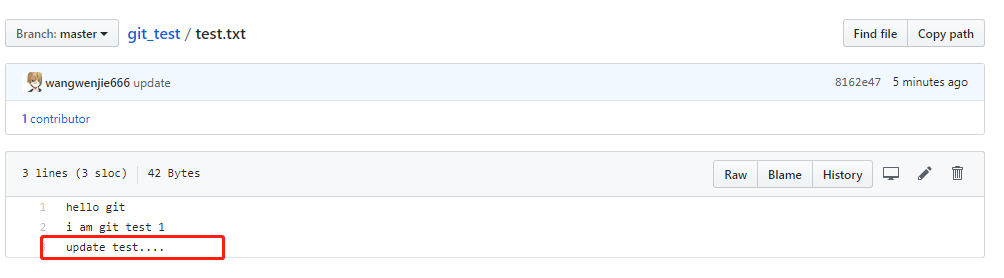 Branch: master git_test / test.txt Find file Copy path
wangwenjie666 update 8162e47 5 minutes ago
1 contributor
3 lines (3 sloc) 42 Bytes Raw Blame History
1 hello git
2 i am git test 1
update test....